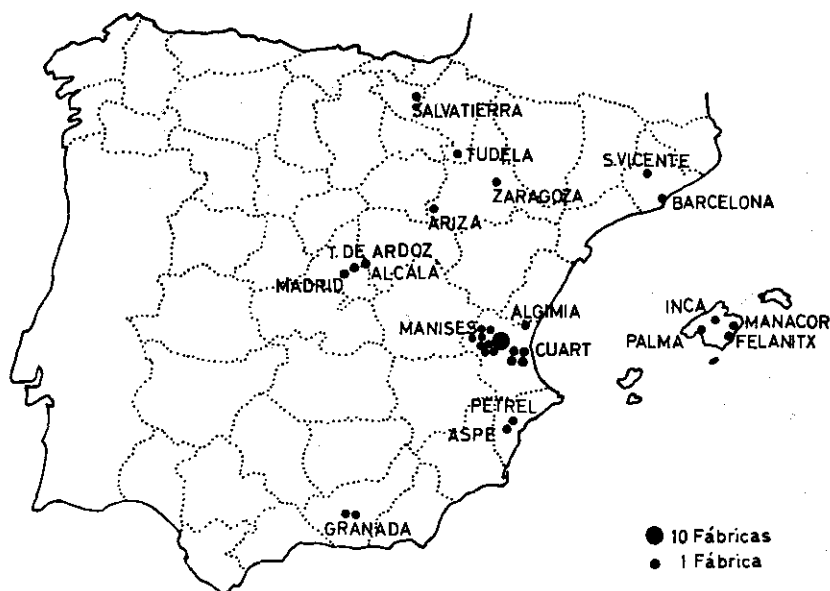 SALVATIERRA
TUDELA
S.VICENTE
ZARAGOZA
BARCELONA
ARIZA
T. DE ARDOZ
ALCALA
MADRID
ALGIMIA
INCA
MANISES
MANACOR
PALMA
FELANITX
CUART
PETREL
ASPE
GRANADA
10 Fábricas
1 Fábrica